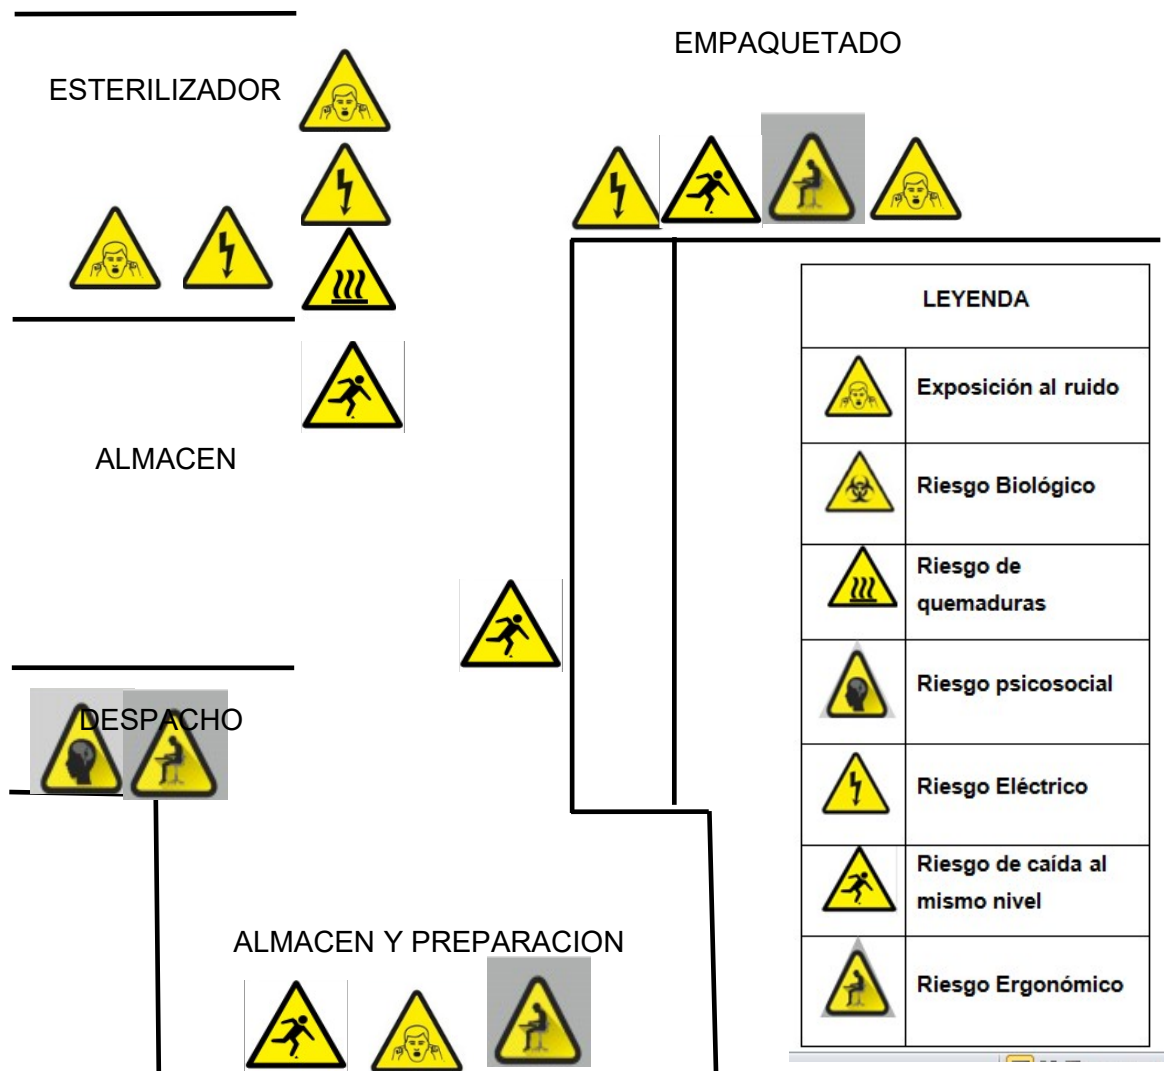 EMPAQUETADO
ESTERILIZADOR
ALMACEN
DESPACHO
ALMACEN Y PREPARACION
LEYENDA
Exposición al ruido
Riesgo Biológico
Riesgo de
quemaduras
Riesgo psicosocial
Riesgo Eléctrico
Riesgo de caída al
mismo nivel
Riesgo Ergonómico